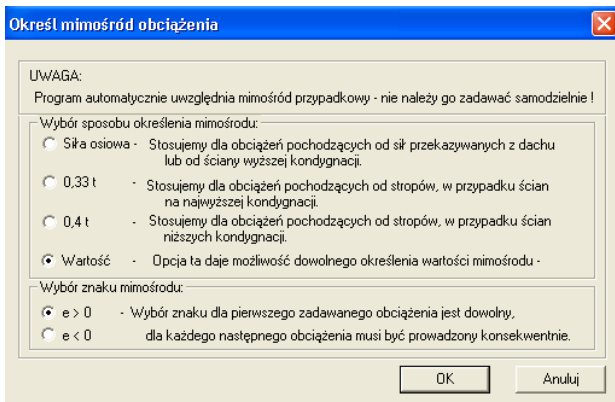 Określ mimośród obciążenia
UWAGA:
Program automatycznie uwzględnia mimośród przypadkowy - nie należy go zadawać samodzielnie !
Wybór sposobu określenia mimośrodu:
Siła osiowa - Stosujemy dla obciążeń pochodzących od sił przekazywanych z dachu
lub od ściany wyższej kondygnacji.
0,33 t - Stosujemy dla obciążeń pochodzących od stropów, w przypadku ścian
na najwyższej kondygnacji.
0,4 t - Stosujemy dla obciążeń pochodzących od stropów, w przypadku ścian
niższych kondygnacji.
Wartość - Opcja ta daje możliwość dowolnego określenia wartości mimośrodu -
Wybór znaku mimośrodu:
e > 0 - Wybór znaku dla pierwszego zadawanego obciążenia jest dowolny,
e < 0 dla każdego następnego obciążenia musi być prowadzony konsekwentnie.
OK Anuluj